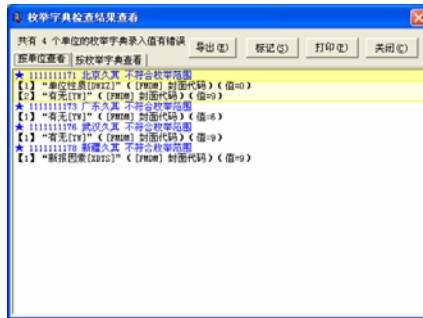 枚举字典检查结果查看
共有 4 个单位的枚举字典录入值有错误
导出(E) 标记(S) 打印(P) 关闭(C)
按单位查看 按枚举字典查看
★ 111111171 北京久其 不符合枚举范围
【1】 “单位性质[DWXZ]”([FMDM] 封面代码)(值=0)
【2】 “有无[YW]”([FMDM] 封面代码)(值=9)
★ 111111173 广东久其 不符合枚举范围
【1】 “有无[YW]”([FMDM] 封面代码)(值=6)
★ 111111176 武汉久其 不符合枚举范围
【1】 “有无[YW]”([FMDM] 封面代码)(值=9)
★ 111111178 新疆久其 不符合枚举范围
【1】 “新报因素[XBYS]”([FMDM] 封面代码)(值=9)